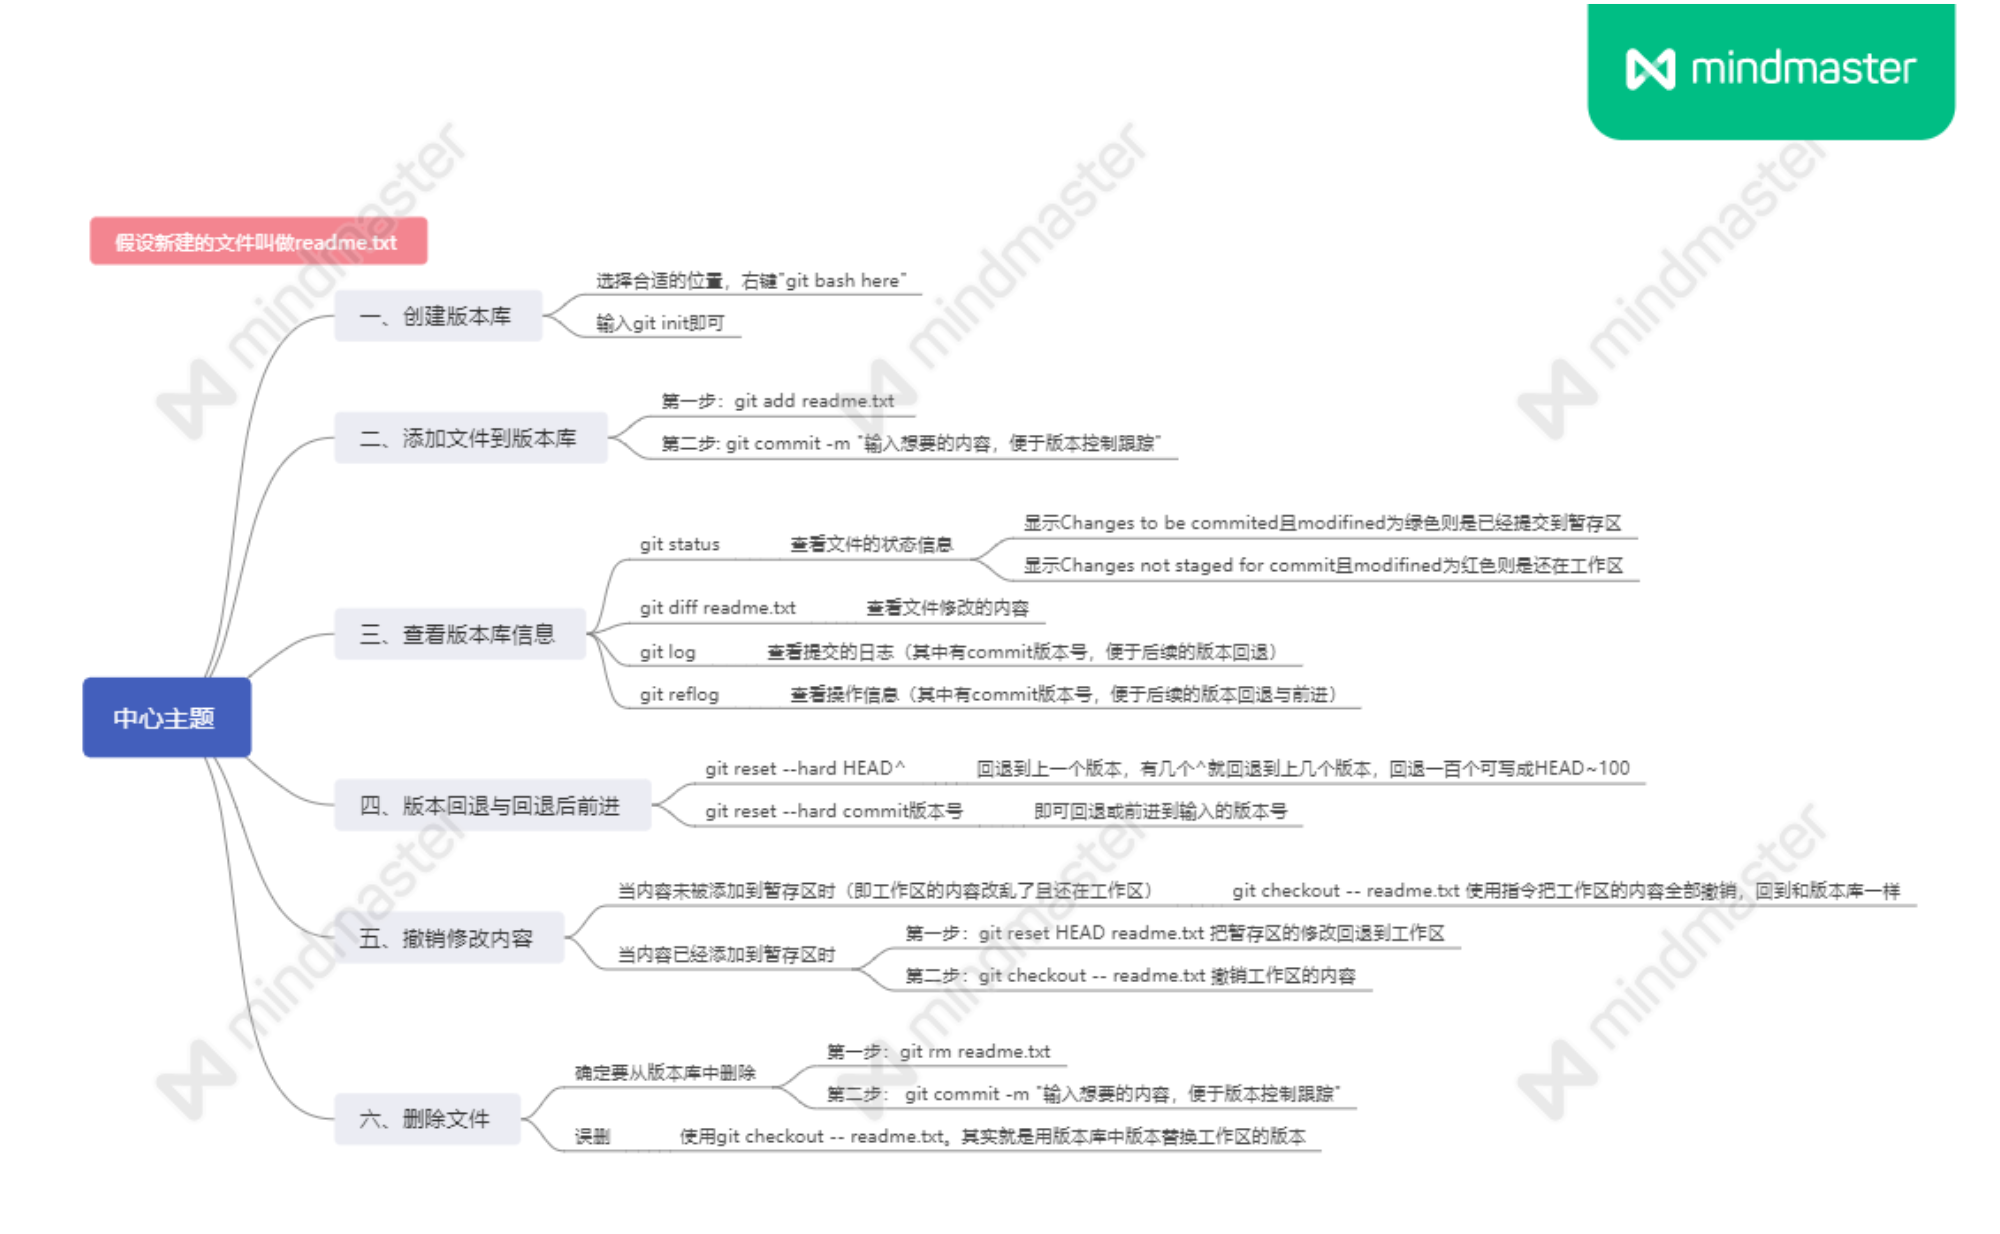 mindmaster
假设新建的文件叫做readme.txt
中心主题
一、创建版本库
选择合适的位置，右键"git bash here"
输入git init即可
二、添加文件到版本库
第一步：git add readme.txt
第二步: git commit -m "输入想要的内容，便于版本控制跟踪"
三、查看版本库信息
git status 查看文件的状态信息
显示Changes to be commited且modifined为绿色则是已经提交到暂存区
显示Changes not staged for commit且modifined为红色则是还在工作区
git diff readme.txt 查看文件修改的内容
git log 查看提交的日志（其中有commit版本号，便于后续的版本回退）
git reflog 查看操作信息（其中有commit版本号，便于后续的版本回退与前进）
四、版本回退与回退后前进
git reset --hard HEAD^ 回退到上一个版本，有几个^就回退到上几个版本，回退一百个可写成HEAD~100
git reset --hard commit版本号 即可回退或前进到输入的版本号
五、撤销修改内容
当内容未被添加到暂存区时（即工作区的内容改乱了且还在工作区） git checkout -- readme.txt 使用指令把工作区的内容全部撤销，回到和版本库一样
当内容已经添加到暂存区时
第一步：git reset HEAD readme.txt 把暂存区的修改回退到工作区
第二步：git checkout -- readme.txt 撤销工作区的内容
六、删除文件
确定要从版本库中删除
第一步：git rm readme.txt
第二步： git commit -m "输入想要的内容，便于版本控制跟踪"
误删 使用git checkout -- readme.txt。其实就是用版本库中版本替换工作区的版本
mindmaster
mindmaster
mindmaster
mindmaster
mindmaster
mindmaster